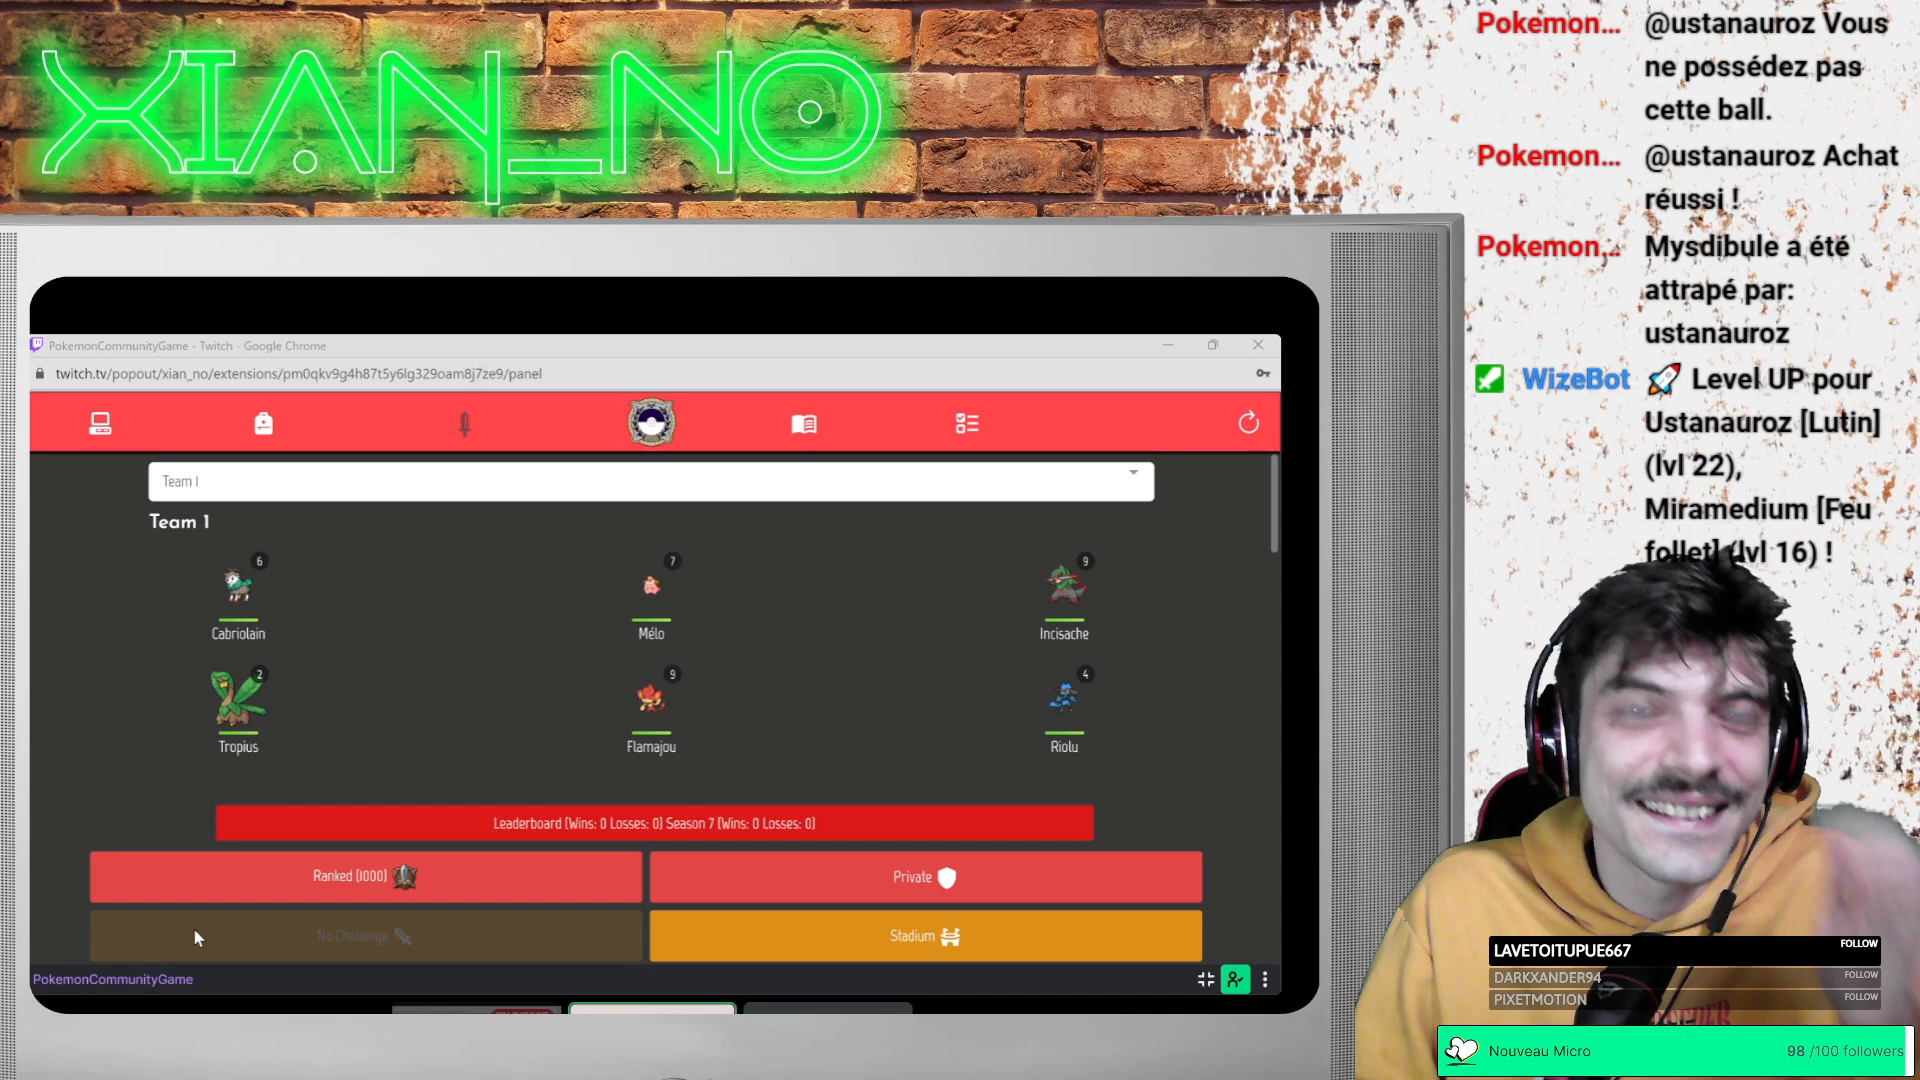 XIAN_NO
Pokemon... @ustanauroz Vous
ne possédez pas
cette ball.
Pokemon... @ustanauroz Achat
réussi !
Pokemon... Mysdibule a été
attrapé par:
ustanauroz
WizeBot 🚀 Level UP pour
Ustanauroz [Lutin]
(lvl 22),
Miramedium [Feu
follet] (lvl 16) !
PokemonCommunityGame - Twitch - Google Chrome
twitch.tv/popout/xian_no/extensions/pm0qkv9g4h87t5y6lg329oam8j7ze9/panel
Team 1
Team 1
6
7
9
Cabriolain
Mélo
Incisache
2
9
4
Tropius
Flamajou
Riolu
Leaderboard (Wins: 0 Losses: 0) Season 7 (Wins: 0 Losses: 0)
Ranked (1000)
Private
No Challenge
Stadium
PokemonCommunityGame
LAVETOITUPUE667 FOLLOW
DARKXANDER94 FOLLOW
PIXETMOTION FOLLOW
Nouveau Micro 98 /100 followers